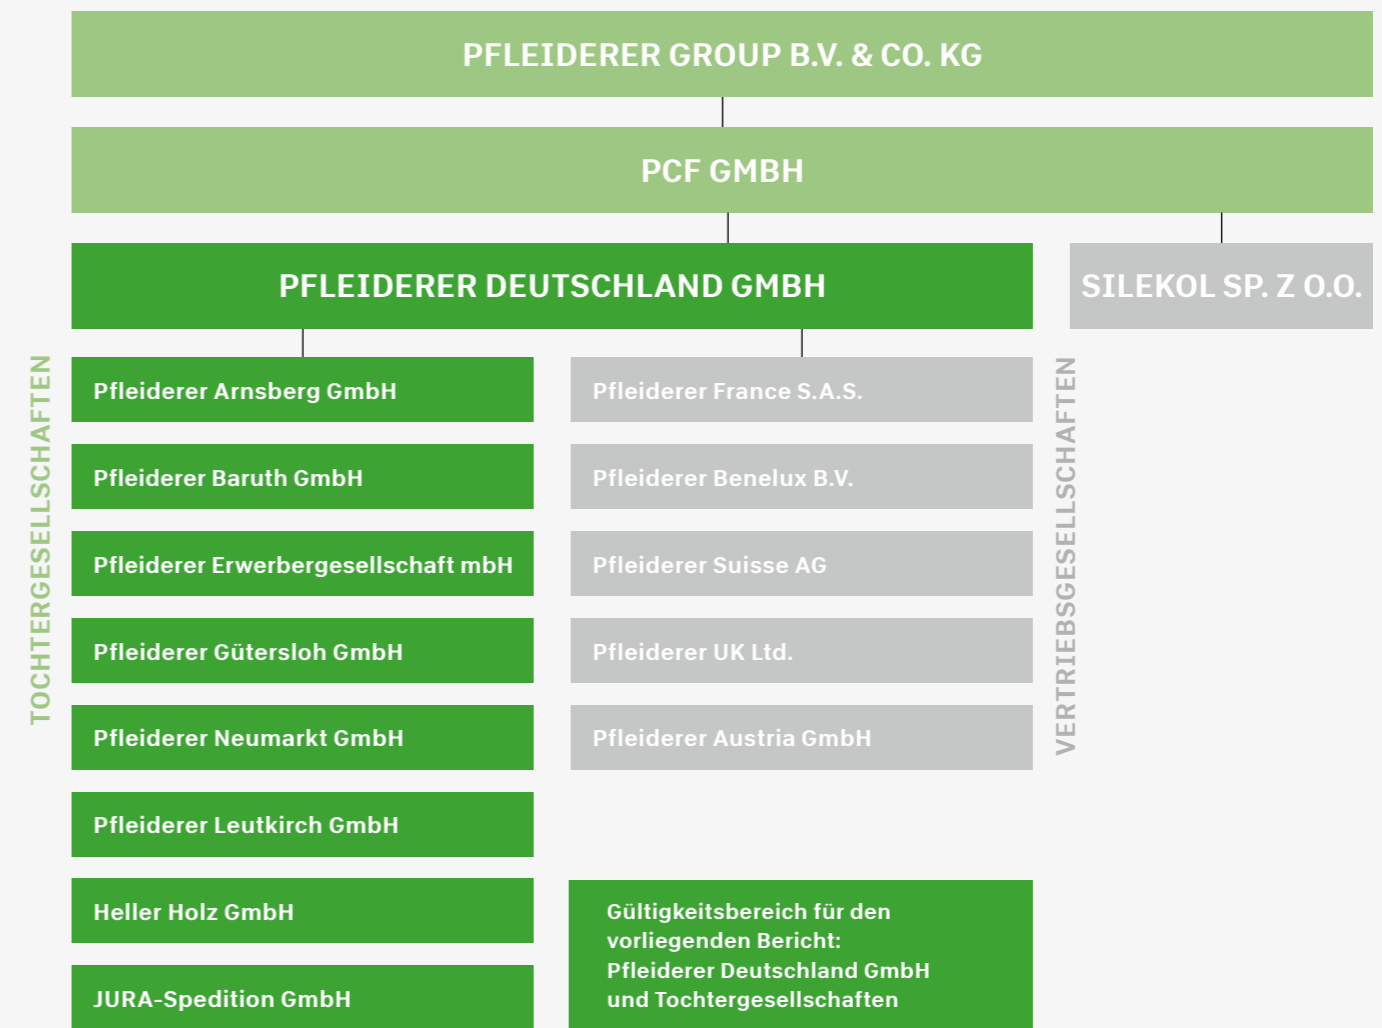 PFLEIDERER GROUP B.V. & CO. KG
PCF GMBH
PFLEIDERER DEUTSCHLAND GMBH
SILEKOL SP. Z O.O.
TOCHTERGESELLSCHAFTEN
Pfleiderer Arnsberg GmbH
Pfleiderer Baruth GmbH
Pfleiderer Erwerbergesellschaft mbH
Pfleiderer Gütersloh GmbH
Pfleiderer Neumarkt GmbH
Pfleiderer Leutkirch GmbH
Heller Holz GmbH
JURA-Spedition GmbH
Pfleiderer France S.A.S.
Pfleiderer Benelux B.V.
Pfleiderer Suisse AG
Pfleiderer UK Ltd.
Pfleiderer Austria GmbH
VERTRIEBSGESELLSCHAFTEN
Gültigkeitsbereich für den
vorliegenden Bericht:
Pfleiderer Deutschland GmbH
und Tochtergesellschaften